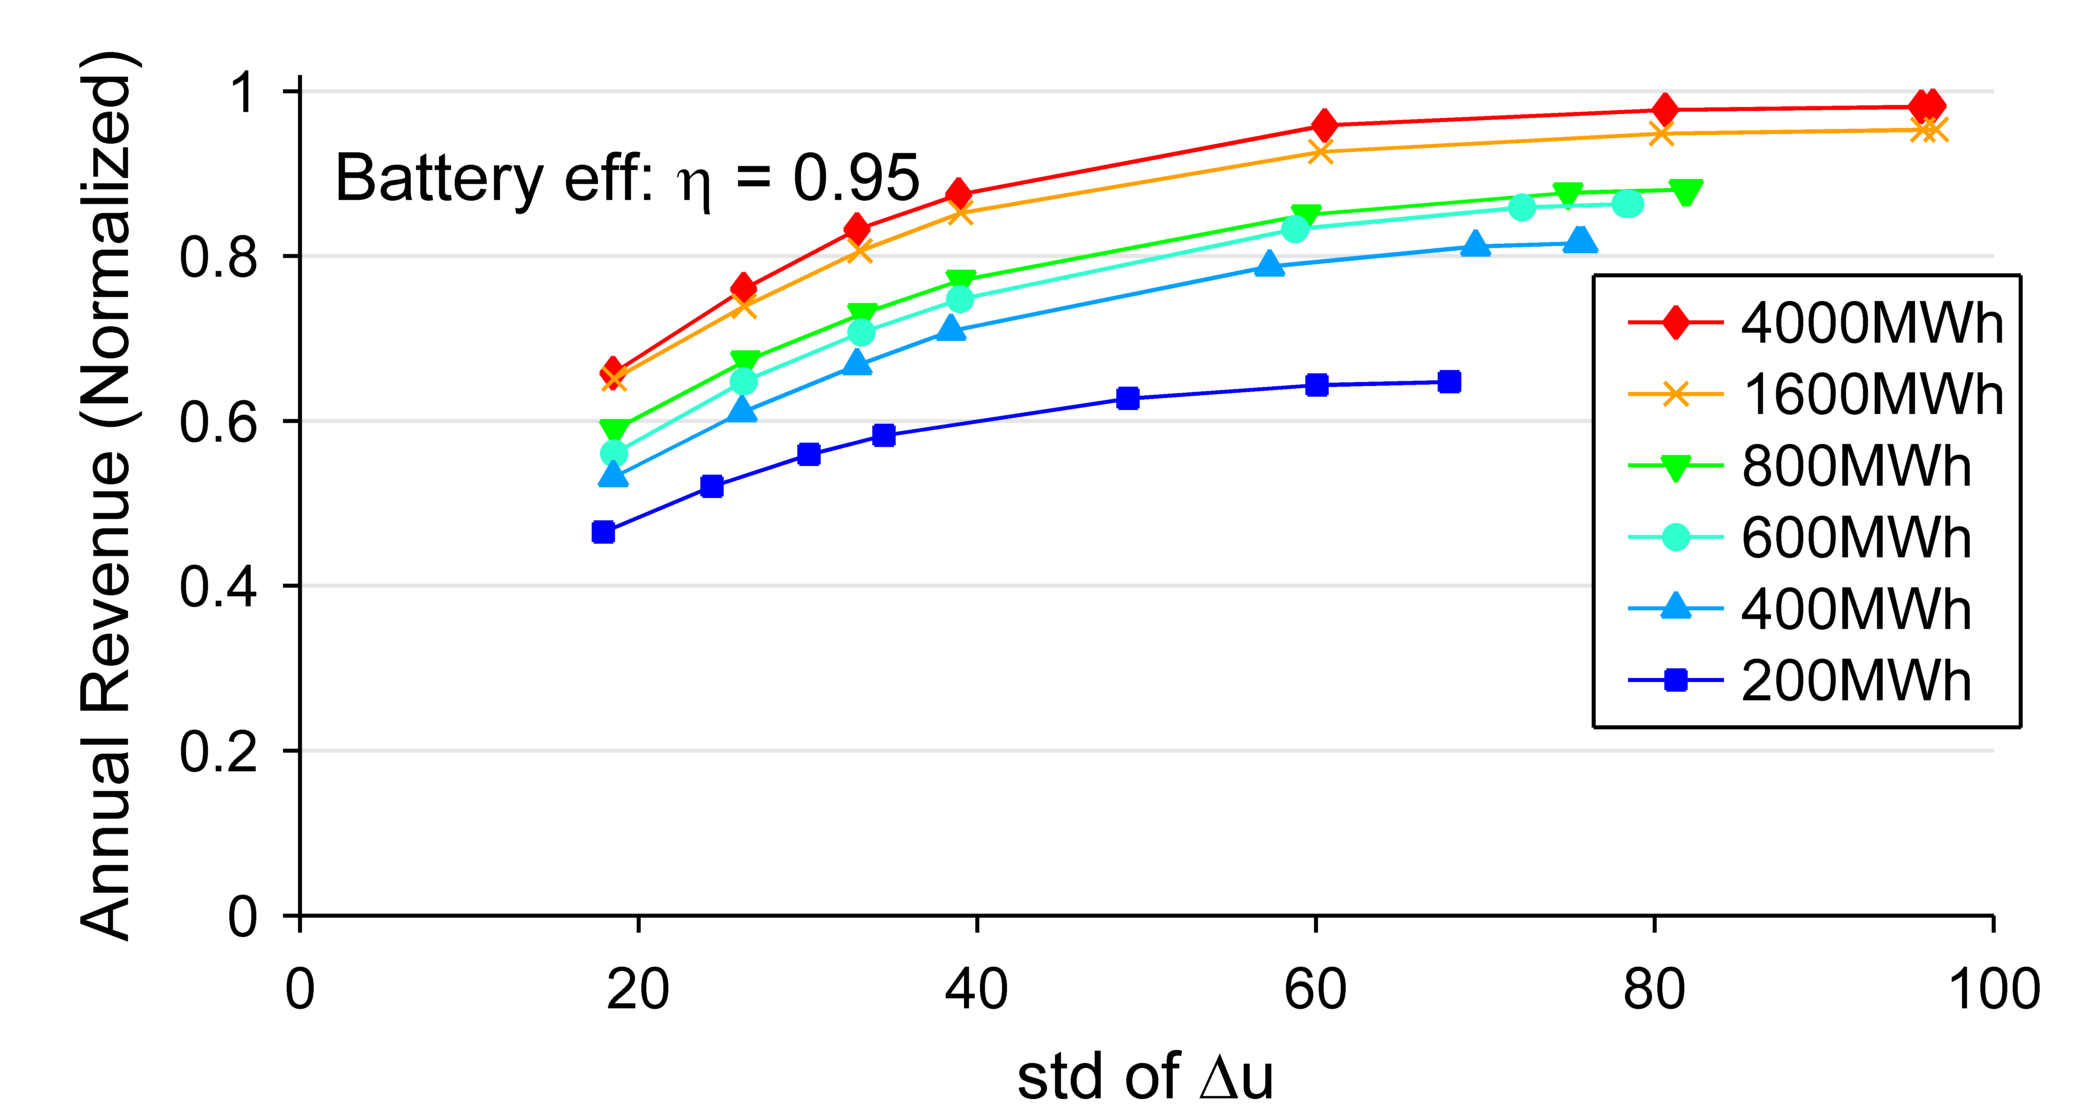 Annual Revenue (Normalized)
1
0.8
0.6
0.4
0.2
0
Battery eff: η = 0.95
4000MWh
1600MWh
800MWh
600MWh
400MWh
200MWh
0 20 40 60 80 100
std of Δu